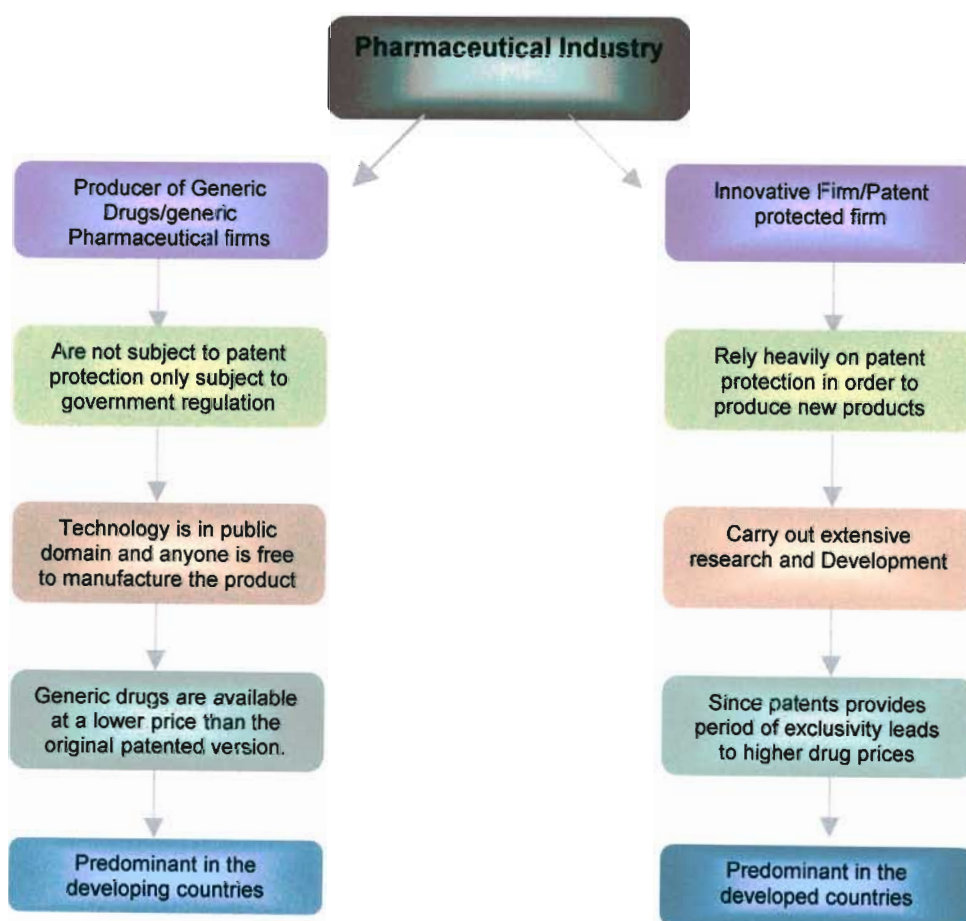 Pharmaceutical Industry
Producer of Generic
Drugs/generic
Pharmaceutical firms
Are not subject to patent
protection only subject to
government regulation
Technology is in public
domain and anyone is free
to manufacture the product
Generic drugs are available
at a lower price than the
original patented version.
Predominant in the
developing countries
Innovative Firm/Patent
protected firm
Rely heavily on patent
protection in order to
produce new products
Carry out extensive
research and Development
Since patents provides
period of exclusivity leads
to higher drug prices
Predominant in the
developed countries